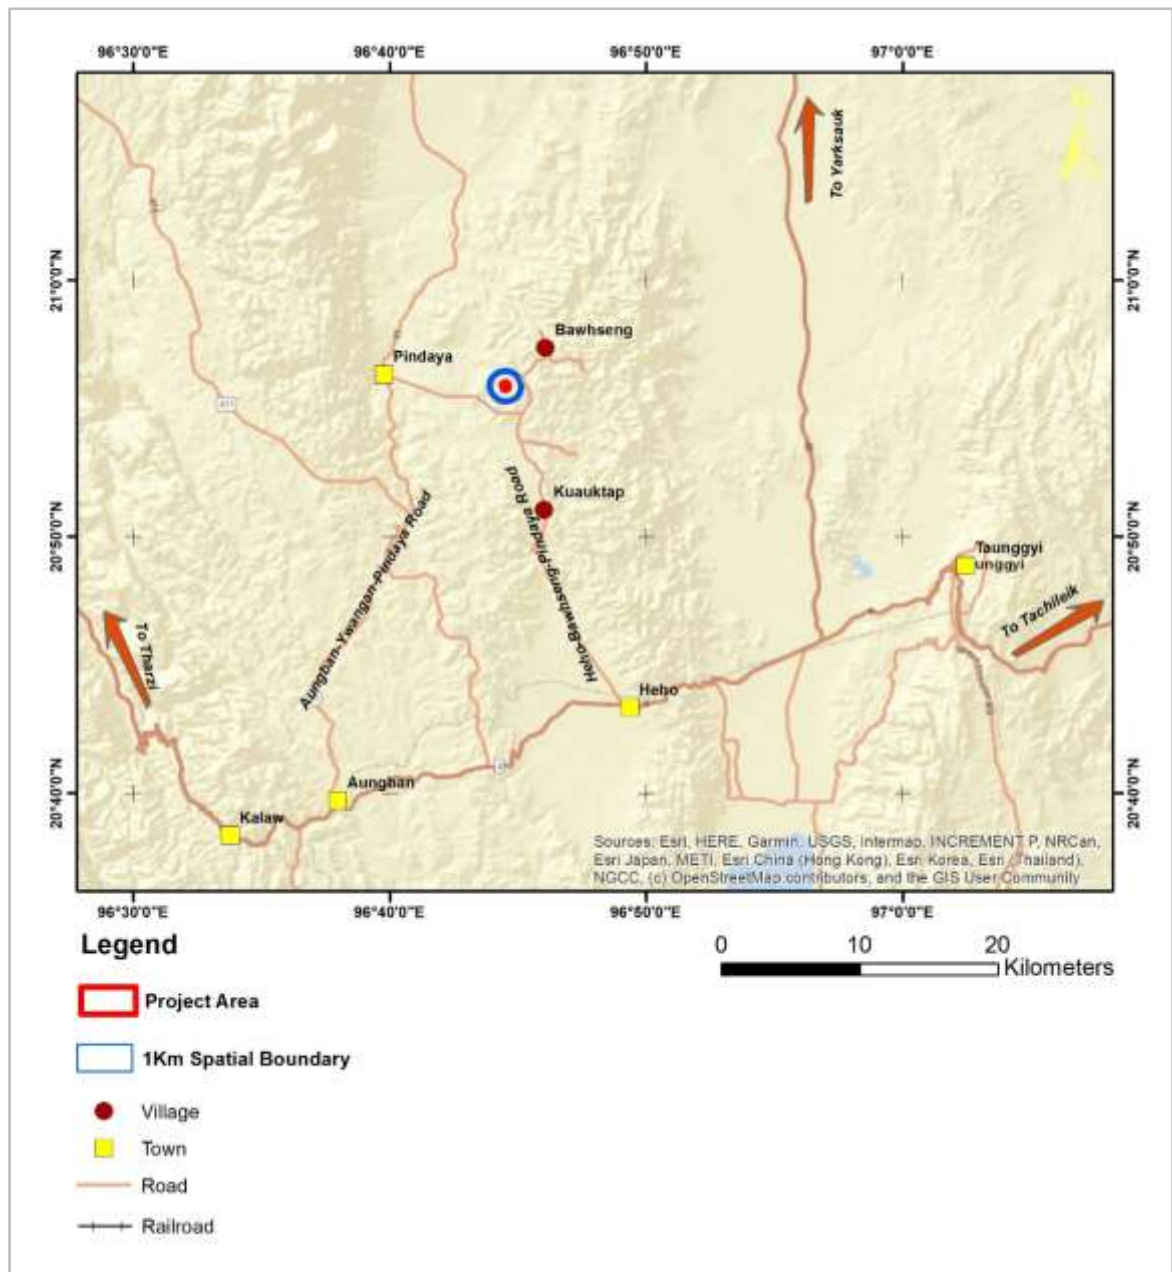 96°30'0"E 96°40'0"E 96°50'0"E 97°0'0"E
To Yarksauk
21°0'0"N 21°0'0"N
Bawhseng
Pindaya
Kuauktap
Aungban-Ywangan-Pindaya Road
Heho-Bawhseng-Pindaya Road
20°50'0"N 20°50'0"N
Taunggyi
unggyi
To Tachileik
To Tharzi
Heho
Aungban
Kalaw
20°40'0"N 20°40'0"N
Sources: Esri, HERE, Garmin, USGS, Intermap, INCREMENT P, NRCan,
Esri Japan, METI, Esri China (Hong Kong), Esri Korea, Esri (Thailand),
NGCC, (c) OpenStreetMap contributors, and the GIS User Community
96°30'0"E 96°40'0"E 96°50'0"E 97°0'0"E
Legend
0 10 20
Kilometers
Project Area
1Km Spatial Boundary
Village
Town
Road
Railroad